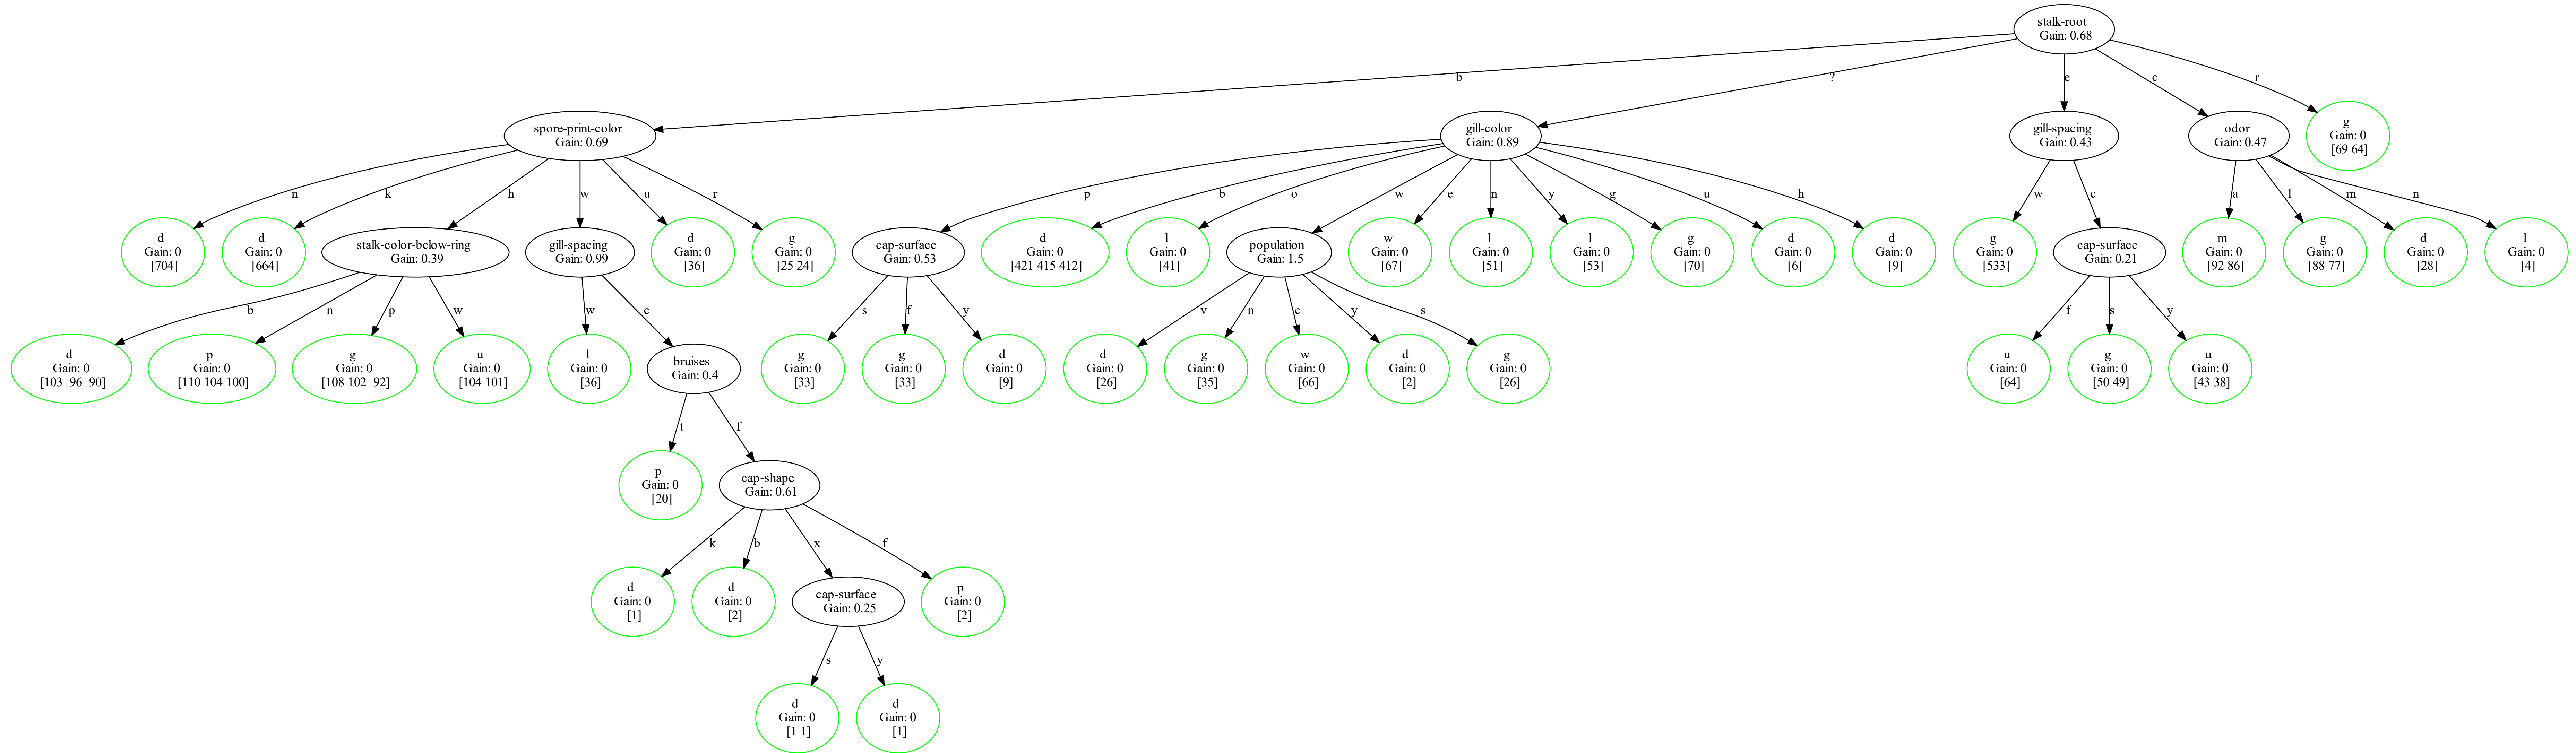 stalk-root
Gain: 0.68
b
?
e
c
r
spore-print-color
Gain: 0.69
gill-color
Gain: 0.89
gill-spacing
Gain: 0.43
odor
Gain: 0.47
g
Gain: 0
[69 64]
n
k
h
w
u
r
p
b
o
w
e
n
y
g
u
h
w
c
a
l
m
n
d
Gain: 0
[704]
d
Gain: 0
[664]
stalk-color-below-ring
Gain: 0.39
gill-spacing
Gain: 0.99
d
Gain: 0
[36]
g
Gain: 0
[25 24]
cap-surface
Gain: 0.53
d
Gain: 0
[421 415 412]
l
Gain: 0
[41]
population
Gain: 1.5
w
Gain: 0
[67]
l
Gain: 0
[51]
l
Gain: 0
[53]
g
Gain: 0
[70]
d
Gain: 0
[6]
d
Gain: 0
[9]
g
Gain: 0
[533]
cap-surface
Gain: 0.21
m
Gain: 0
[92 86]
g
Gain: 0
[88 77]
d
Gain: 0
[28]
l
Gain: 0
[4]
b
n
p
w
w
c
s
f
y
v
n
c
y
s
f
s
y
d
Gain: 0
[103  96  90]
p
Gain: 0
[110 104 100]
g
Gain: 0
[108 102  92]
u
Gain: 0
[104 101]
l
Gain: 0
[36]
bruises
Gain: 0.4
g
Gain: 0
[33]
g
Gain: 0
[33]
d
Gain: 0
[9]
d
Gain: 0
[26]
g
Gain: 0
[35]
w
Gain: 0
[66]
d
Gain: 0
[2]
g
Gain: 0
[26]
u
Gain: 0
[64]
g
Gain: 0
[50 49]
u
Gain: 0
[43 38]
t
f
p
Gain: 0
[20]
cap-shape
Gain: 0.61
k
b
x
f
d
Gain: 0
[1]
d
Gain: 0
[2]
cap-surface
Gain: 0.25
p
Gain: 0
[2]
s
y
d
Gain: 0
[1 1]
d
Gain: 0
[1]